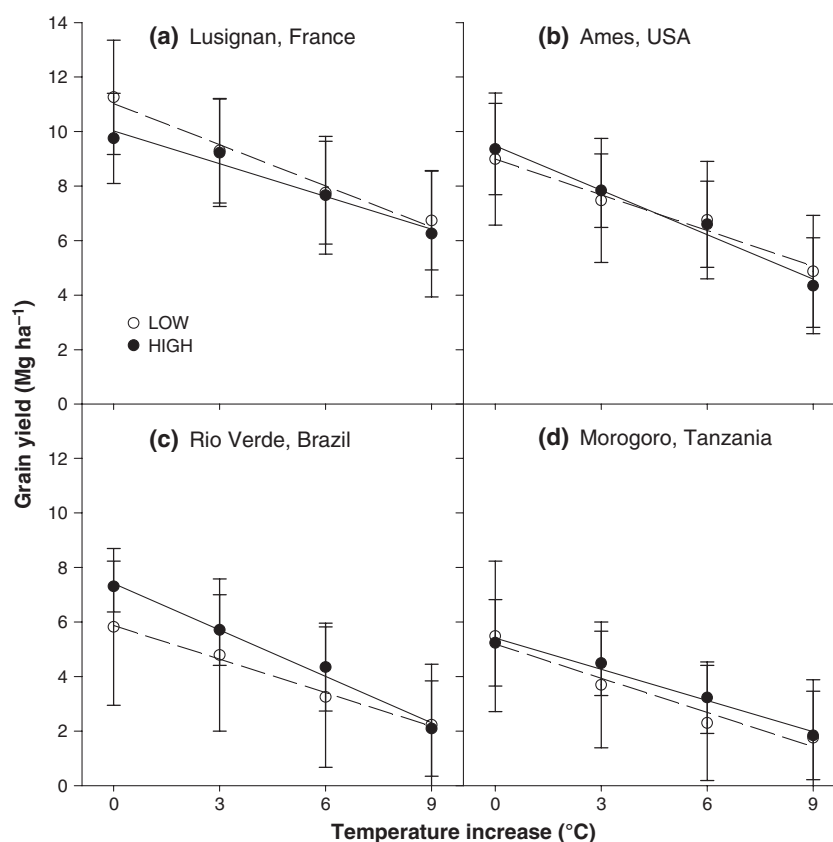 Grain yield (Mg ha⁻¹)
14
12
10
8
6
4
2
0
(a) Lusignan, France
LOW
HIGH
(b) Ames, USA
12
10
8
6
4
2
0
(c) Rio Verde, Brazil
(d) Morogoro, Tanzania
0 3 6 9 0 3 6 9
Temperature increase (°C)